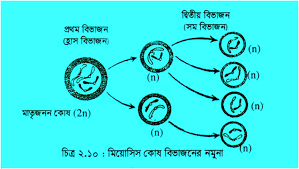 প্রথম বিভাজন
(হ্রাস বিভাজন)
দ্বিতীয় বিভাজন
(সম বিভাজন)
(n)
(n)
(n)
মাতৃজনন কোষ (2n)
(n)
(n)
(n)
চিত্র ২.১০ : মিয়োসিস কোষ বিভাজনের নমুনা